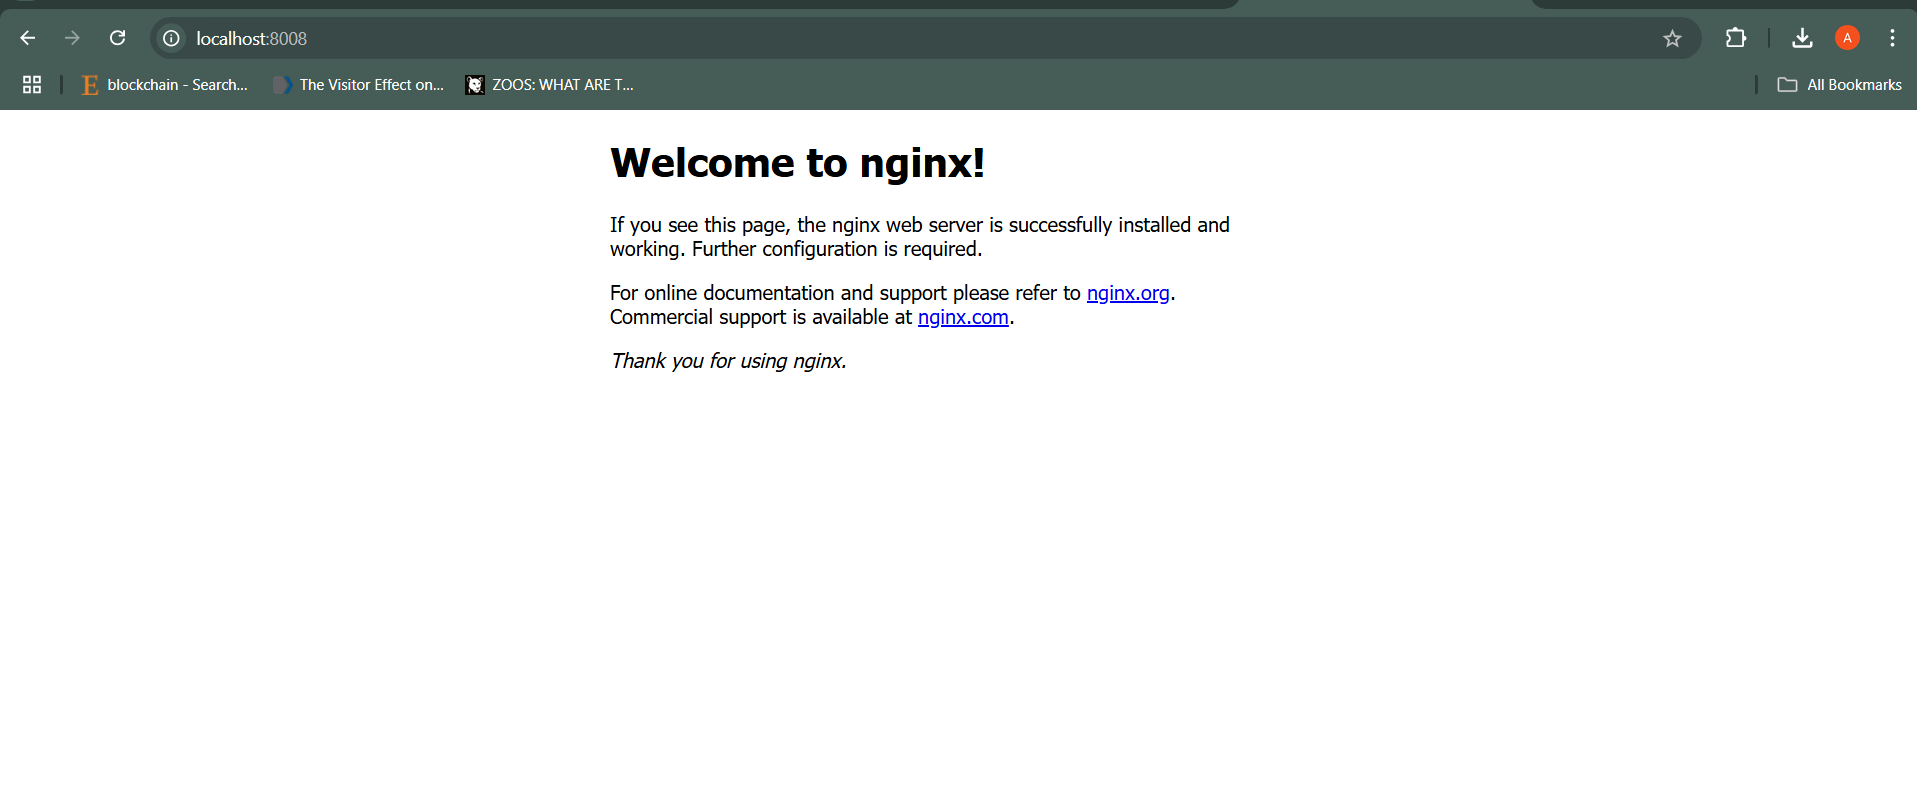 localhost:8008
A
E blockchain - Search...
The Visitor Effect on...
ZOOS: WHAT ARE T...
All Bookmarks
Welcome to nginx!
If you see this page, the nginx web server is successfully installed and
working. Further configuration is required.
For online documentation and support please refer to nginx.org.
Commercial support is available at nginx.com.
Thank you for using nginx.